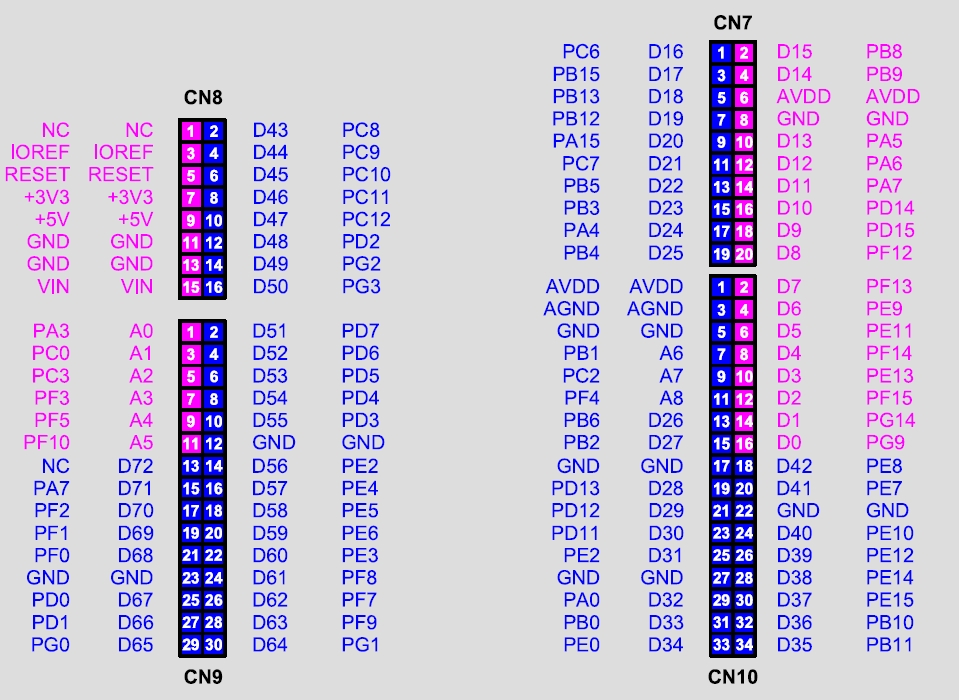 CN8
NC NC 1 2 D43 PC8
IOREF IOREF 3 4 D44 PC9
RESET RESET 5 6 D45 PC10
+3V3 +3V3 7 8 D46 PC11
+5V +5V 9 10 D47 PC12
GND GND 11 12 D48 PD2
GND GND 13 14 D49 PG2
VIN VIN 15 16 D50 PG3
PA3 A0 1 2 D51 PD7
PC0 A1 3 4 D52 PD6
PC3 A2 5 6 D53 PD5
PF3 A3 7 8 D54 PD4
PF5 A4 9 10 D55 PD3
PF10 A5 11 12 GND GND
NC D72 13 14 D56 PE2
PA7 D71 15 16 D57 PE4
PF2 D70 17 18 D58 PE5
PF1 D69 19 20 D59 PE6
PF0 D68 21 22 D60 PE3
GND GND 23 24 D61 PF8
PD0 D67 25 26 D62 PF7
PD1 D66 27 28 D63 PF9
PG0 D65 29 30 D64 PG1
CN9
CN7
PC6 D16 1 2 D15 PB8
PB15 D17 3 4 D14 PB9
PB13 D18 5 6 AVDD AVDD
PB12 D19 7 8 GND GND
PA15 D20 9 10 D13 PA5
PC7 D21 11 12 D12 PA6
PB5 D22 13 14 D11 PA7
PB3 D23 15 16 D10 PD14
PA4 D24 17 18 D9 PD15
PB4 D25 19 20 D8 PF12
AVDD AVDD 1 2 D7 PF13
AGND AGND 3 4 D6 PE9
GND GND 5 6 D5 PE11
PB1 A6 7 8 D4 PF14
PC2 A7 9 10 D3 PE13
PF4 A8 11 12 D2 PF15
PB6 D26 13 14 D1 PG14
PB2 D27 15 16 D0 PG9
GND GND 17 18 D42 PE8
PD13 D28 19 20 D41 PE7
PD12 D29 21 22 GND GND
PD11 D30 23 24 D40 PE10
PE2 D31 25 26 D39 PE12
GND GND 27 28 D38 PE14
PA0 D32 29 30 D37 PE15
PB0 D33 31 32 D36 PB10
PE0 D34 33 34 D35 PB11
CN10